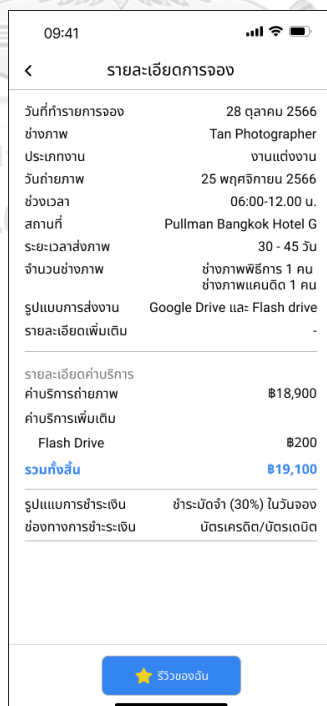 09:41
รายละเอียดการจอง
วันที่ทำรายการจอง 28 ตุลาคม 2566
ช่างภาพ Tan Photographer
ประเภทงาน งานแต่งงาน
วันถ่ายภาพ 25 พฤศจิกายน 2566
ช่วงเวลา 06:00-12.00 น.
สถานที่ Pullman Bangkok Hotel G
ระยะเวลาส่งภาพ 30 - 45 วัน
จำนวนช่างภาพ ช่างภาพพิธีการ 1 คน
ช่างภาพแคนดิด 1 คน
รูปแบบการส่งงาน Google Drive และ Flash drive
รายละเอียดเพิ่มเติม -
รายละเอียดค่าบริการ
ค่าบริการถ่ายภาพ ฿18,900
ค่าบริการเพิ่มเติม
Flash Drive ฿200
รวมทั้งสิ้น ฿19,100
รูปแแบการชำระเงิน ชำระมัดจำ (30%) ในวันจอง
ช่องทางการชำะระเงิน บัตรเครดิต/บัตรเดบิต
รีวิวของฉัน